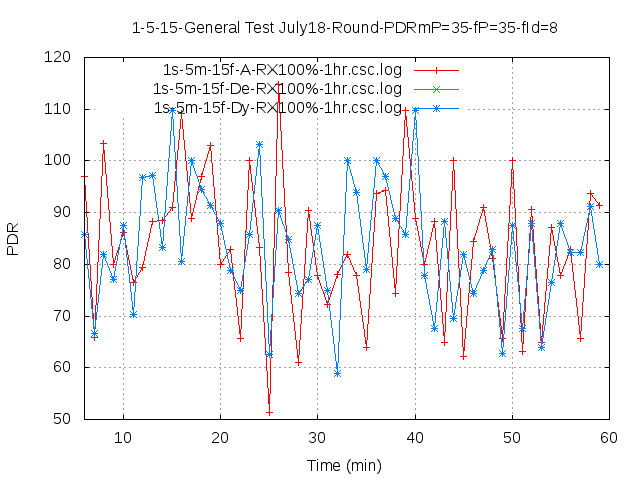 1-5-15-General Test July18-Round-PDRmP=35-fP=35-fId=8
120
110
100
90
80
70
60
50
PDR
1s-5m-15f-A-RX100%-1hr.csc.log
1s-5m-15f-De-RX100%-1hr.csc.log
1s-5m-15f-Dy-RX100%-1hr.csc.log
10 20 30 40 50 60
Time (min)